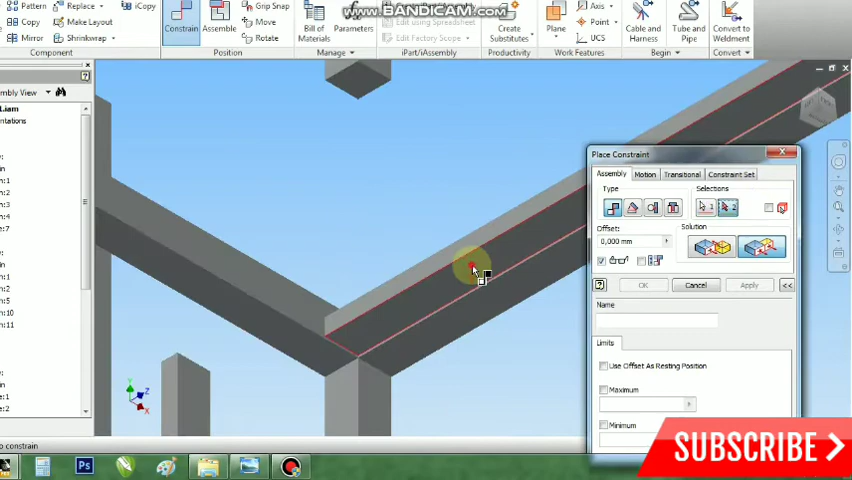 www.BANDICAM.com
Pattern
Copy
Mirror
Replace
Make Layout
Shrinkwrap
iCopy
Component
Constrain
Assemble
Grip Snap
Move
Rotate
Position
Bill of Materials
Parameters
Manage
Edit using Spreadsheet
Edit Factory Scope
iPart/iAssembly
Create Substitutes
Productivity
Plane
Axis
Point
UCS
Work Features
Cable and Harness
Tube and Pipe
Begin
Convert to Weldment
Convert
mbly View
.iam
Place Constraint
Assembly
Motion
Transitional
Constraint Set
Type
Selections
1
2
Offset:
0,000 mm
Solution
OK
Cancel
Apply
<<
Name
Limits
Use Offset As Resting Position
Maximum
Minimum
Y
Z
X
o constrain
Ps
SUBSCRIBE